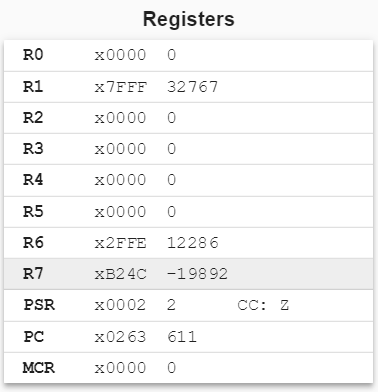 Registers
R0 x0000 0
R1 x7FFF 32767
R2 x0000 0
R3 x0000 0
R4 x0000 0
R5 x0000 0
R6 x2FFE 12286
R7 xB24C -19892
PSR x0002 2 CC: Z
PC x0263 611
MCR x0000 0